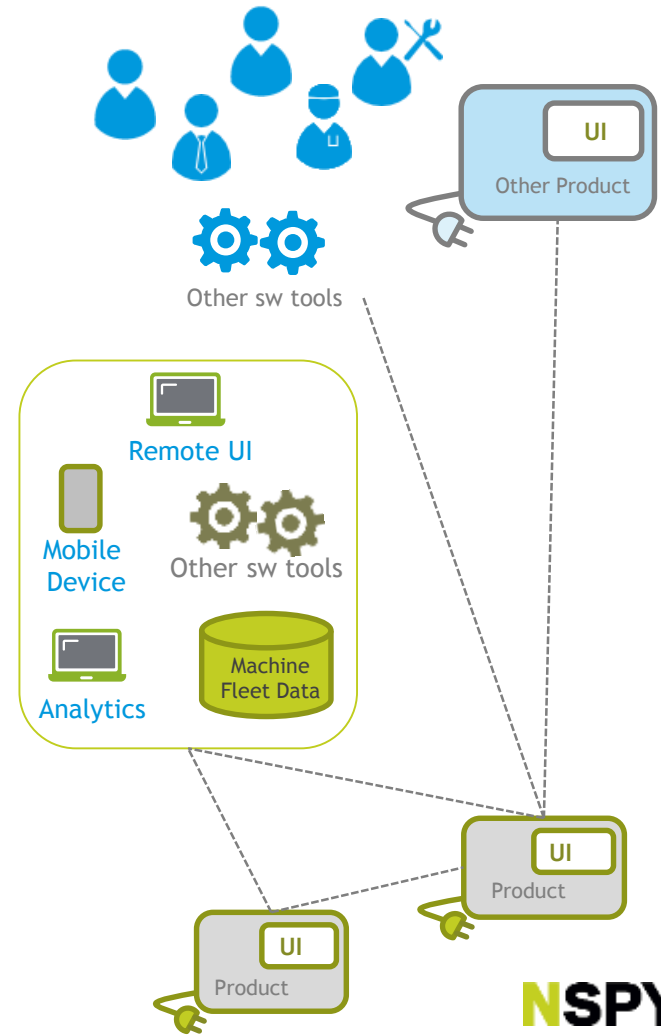 UI
Other Product
Other sw tools
Remote UI
Mobile
Device
Other sw tools
Machine
Fleet Data
Analytics
UI
Product
UI
Product
NSPY